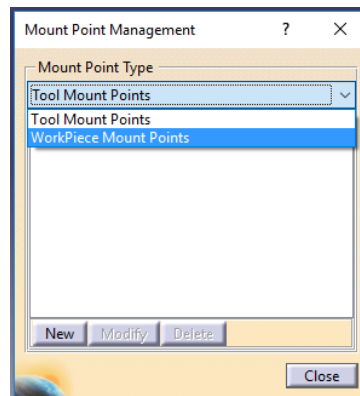 Mount Point Management ? X
Mount Point Type
Tool Mount Points
Tool Mount Points
WorkPiece Mount Points
New Modify Delete
Close